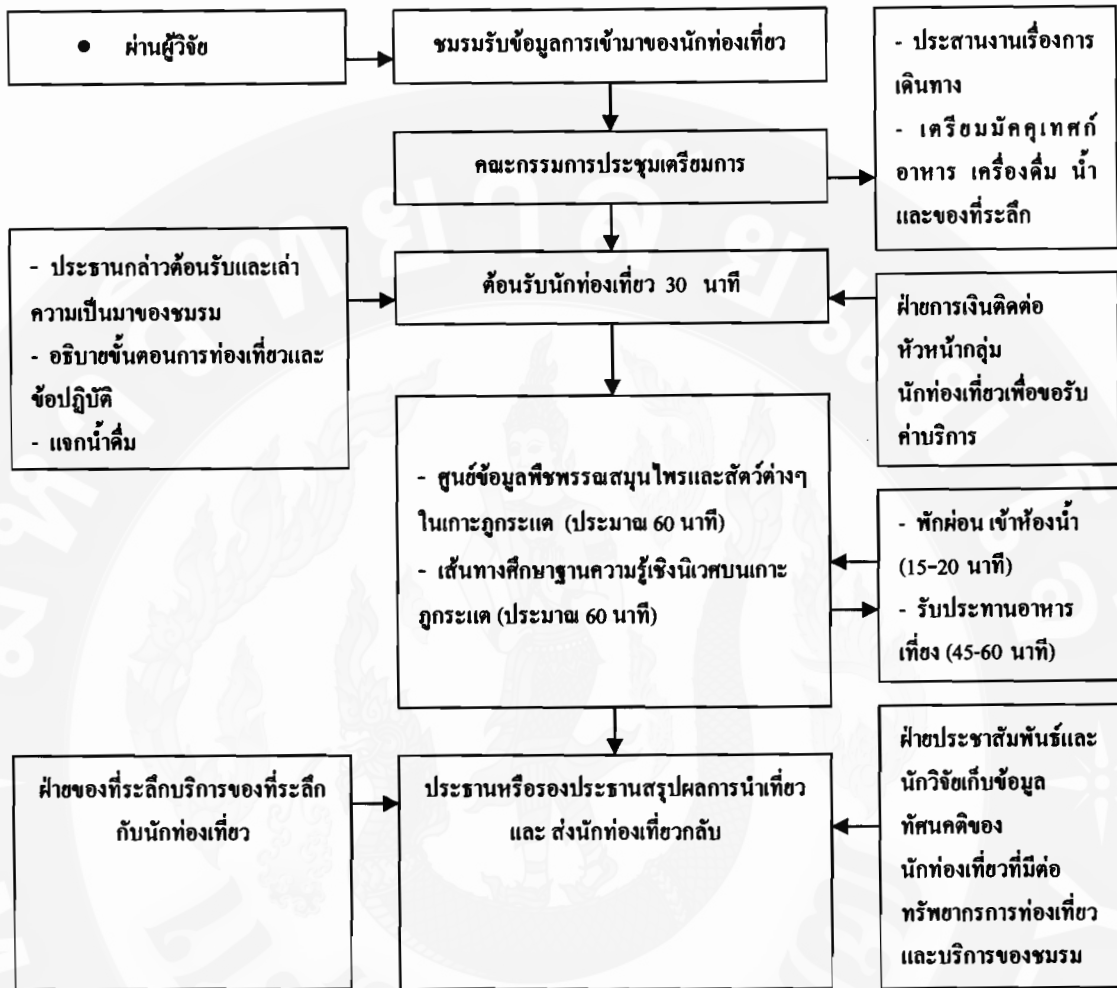 ● ผ่านผู้วิจัย
ชมรมรับข้อมูลการเข้ามาของนักท่องเที่ยว
- ประสานงานเรื่องการ
เดินทาง
- เตรียมมัคคุเทศก์
อาหาร เครื่องดื่ม น้ำ
และของที่ระลึก
คณะกรรมการประชุมเตรียมการ
- ประธานกล่าวต้อนรับและเล่า
ความเป็นมาของชมรม
- อธิบายขั้นตอนการท่องเที่ยวและ
ข้อปฏิบัติ
- แจกน้ำดื่ม
ต้อนรับนักท่องเที่ยว 30 นาที
ฝ่ายการเงินติดต่อ
หัวหน้ากลุ่ม
นักท่องเที่ยวเพื่อขอรับ
ค่าบริการ
- ศูนย์ข้อมูลพืชพรรณสมุนไพรและสัตว์ต่างๆ
ในเกาะภูกระแต (ประมาณ 60 นาที)
- เส้นทางศึกษาฐานความรู้เชิงนิเวศบนเกาะ
ภูกระแต (ประมาณ 60 นาที)
- พักผ่อน เข้าห้องน้ำ
(15-20 นาที)
- รับประทานอาหาร
เที่ยง (45-60 นาที)
ฝ่ายของที่ระลึกบริการของที่ระลึก
กับนักท่องเที่ยว
ประธานหรือรองประธานสรุปผลการนำเที่ยว
และ ส่งนักท่องเที่ยวกลับ
ฝ่ายประชาสัมพันธ์และ
นักวิจัยเก็บข้อมูล
ทัศนคติของ
นักท่องเที่ยวที่มีต่อ
ทรัพยากรการท่องเที่ยว
และบริการของชมรม